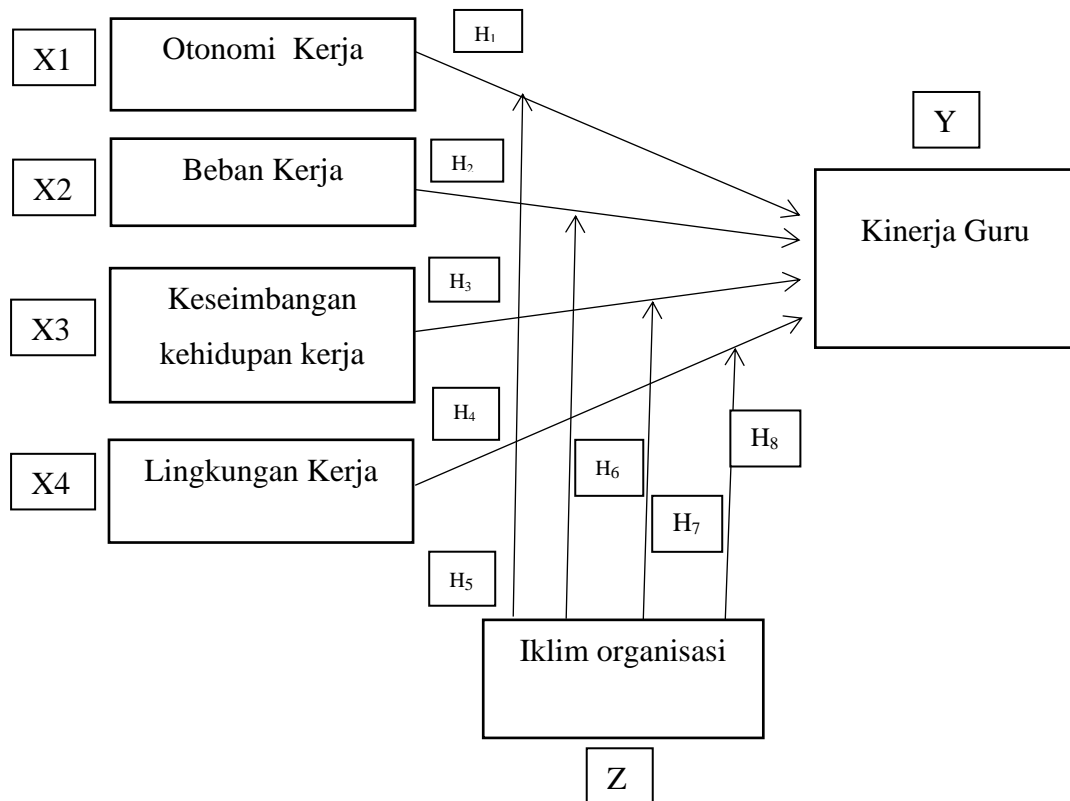 X1
Otonomi Kerja
H₁
X2
Beban Kerja
H₂
X3
Keseimbangan
kehidupan kerja
H₃
X4
Lingkungan Kerja
H₄
Y
Kinerja Guru
H₅
H₆
H₇
H₈
Iklim organisasi
Z